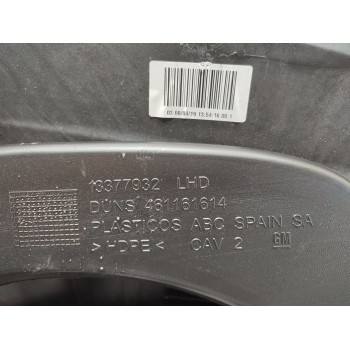 13377932 LHD
DUNS 461161614
PLASTICOS ABC SPAIN SA
>HDPE< CAV 2 GM